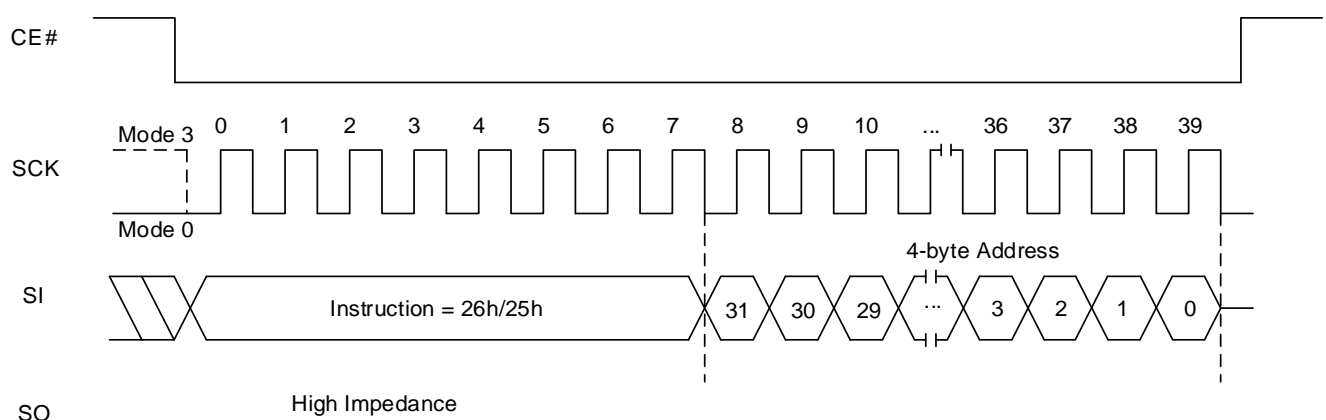 CE#
Mode 3 0 1 2 3 4 5 6 7 8 9 10 ... 36 37 38 39
SCK
Mode 0
4-byte Address
SI Instruction = 26h/25h 31 30 29 ... 3 2 1 0
High Impedance
SO